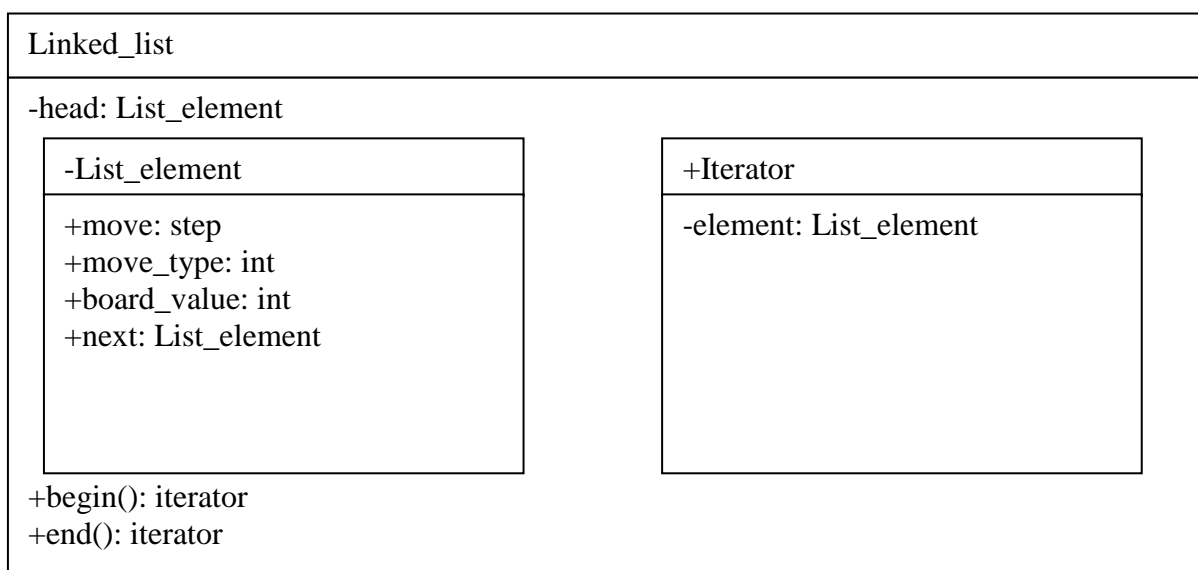 Linked_list
-head: List_element
-List_element
+move: step
+move_type: int
+board_value: int
+next: List_element
+Iterator
-element: List_element
+begin(): iterator
+end(): iterator